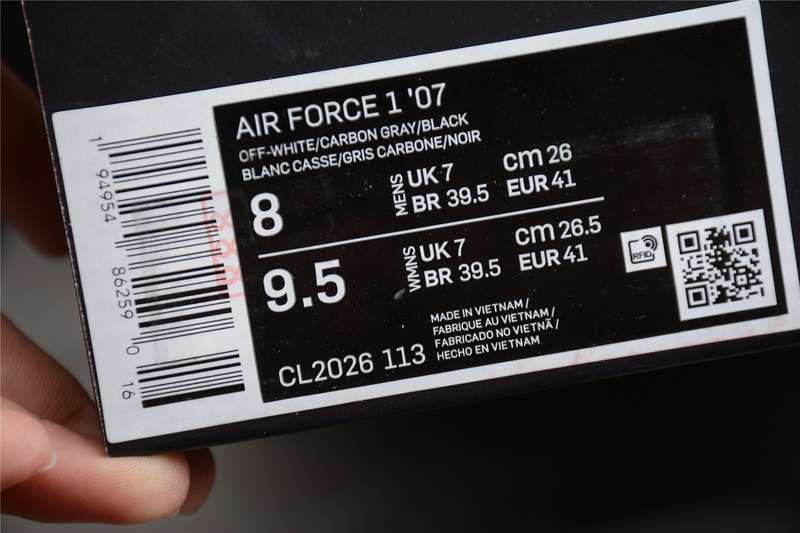 AIR FORCE 1 '07
OFF-WHITE/CARBON GRAY/BLACK
BLANC CASSE/GRIS CARBONE/NOIR
8
MENS
UK 7
BR 39.5
cm 26
EUR 41
9.5
WMNS
UK 7
BR 39.5
cm 26.5
EUR 41
CL2026 113
MADE IN VIETNAM /
FABRIQUE AU VIETNAM /
FABRICADO NO VIETNÃ /
HECHO EN VIETNAM
RFID
1 94954 86259 0 16